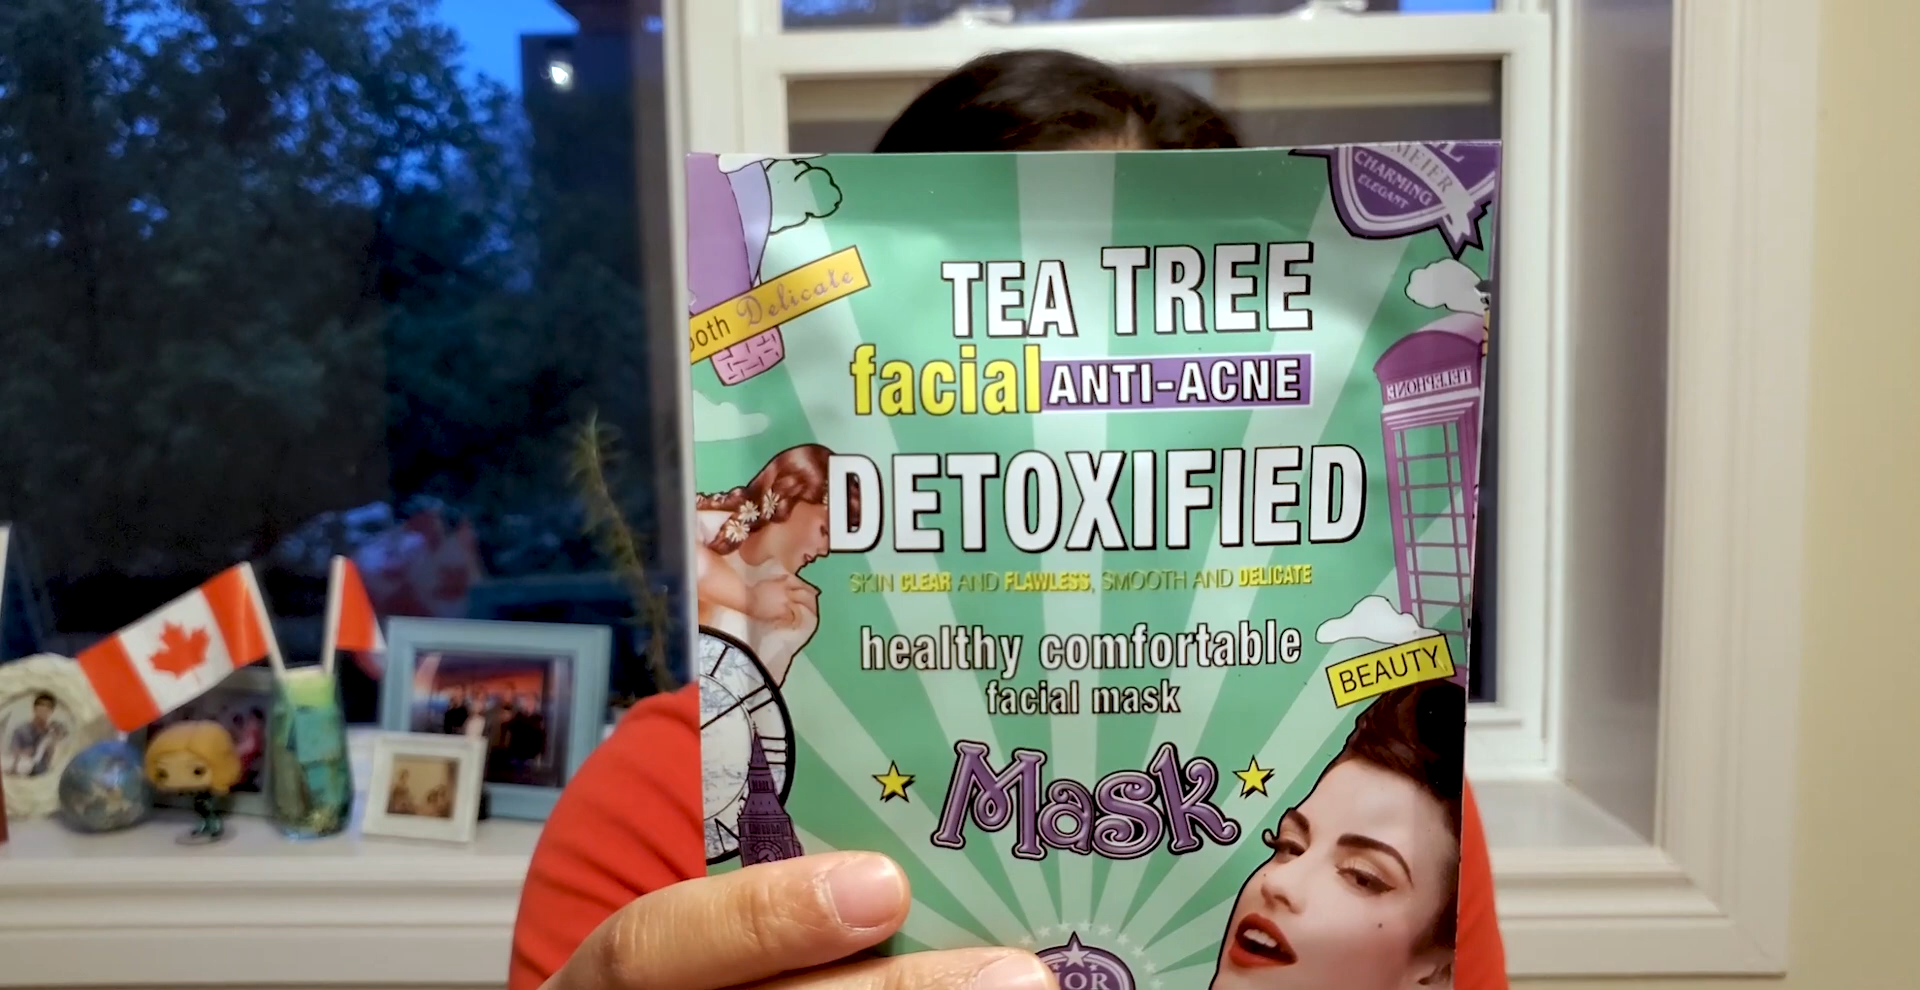 CHARMING
ELEGANT
Delicate
TEA TREE
facial ANTI-ACNE
TELEPHONE
DETOXIFIED
SKIN CLEAR AND FLAWLESS, SMOOTH AND DELICATE
healthy comfortable
facial mask
BEAUTY
Mask